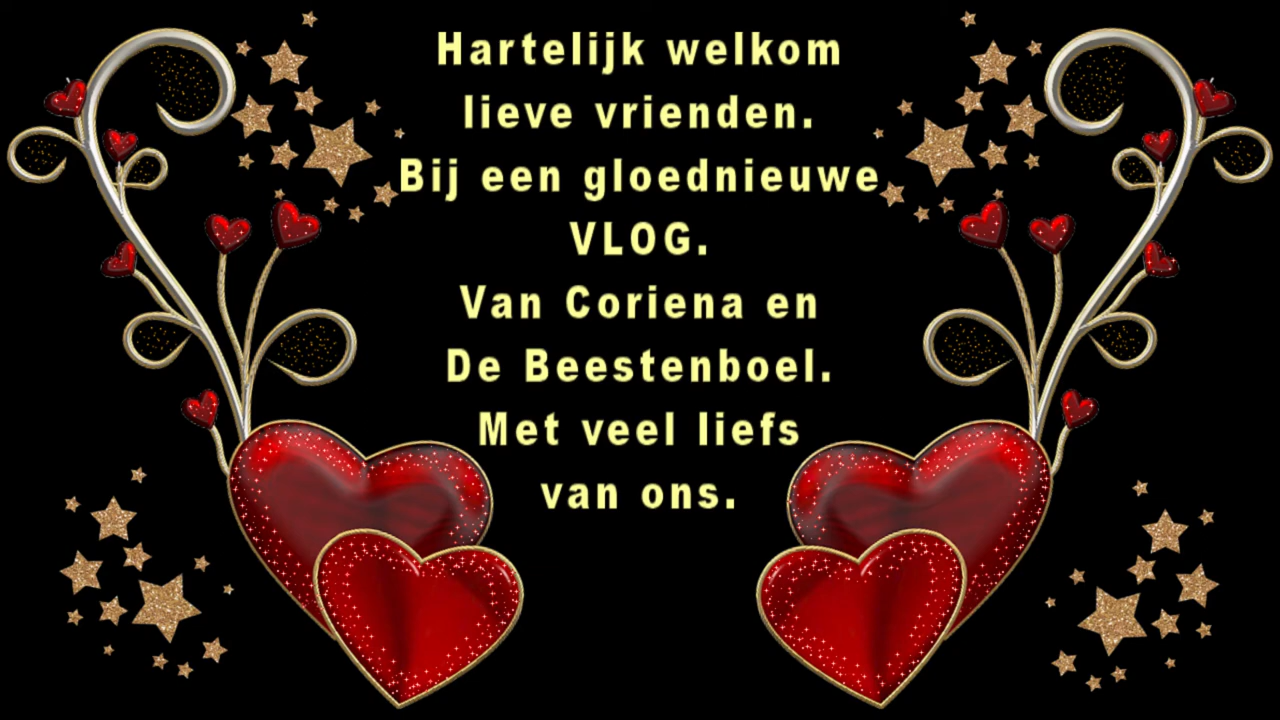 Hartelijk welkom
lieve vrienden.
Bij een gloednieuwe
VLOG.
Van Coriena en
De Beestenboel.
Met veel liefs
van ons.